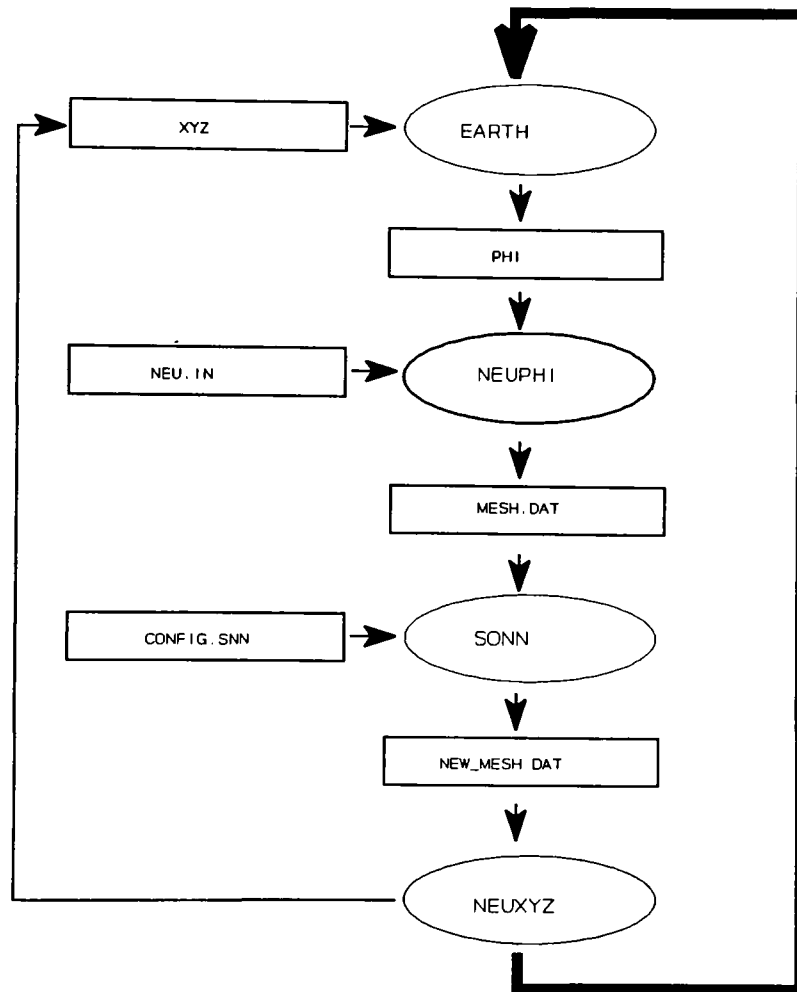 XYZ
EARTH
PHI
NEU.IN
NEUPHI
MESH.DAT
CONFIG.SNN
SONN
NEW_MESH DAT
NEUXYZ